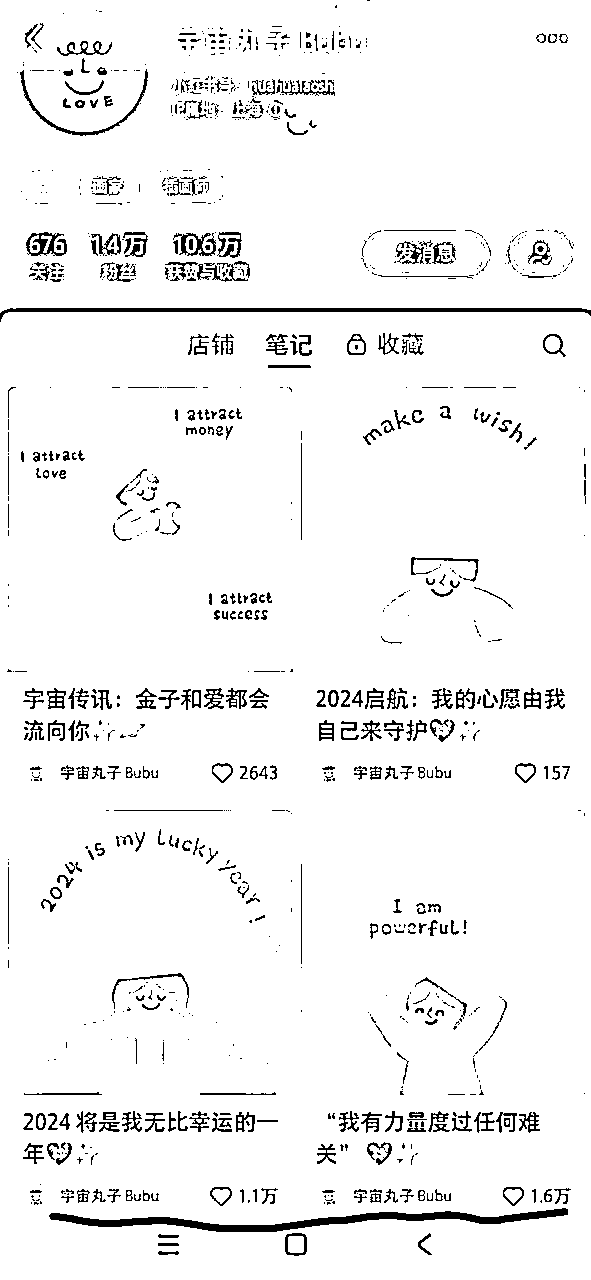 LOVE
宇宙丸子 Bubu
小红书号：huahualaoshi
IP属地：上海
画家
插画师
676 1.4万 10.6万
关注 粉丝 获赞与收藏
发消息
店铺 笔记 收藏
I attract
money
I attract
love
I attract
success
make a wish!
宇宙传讯：金子和爱都会
流向你
宇宙丸子 Bubu 2643
2024启航：我的心愿由我
自己来守护
宇宙丸子 Bubu 157
2024 is my lucky year!
I am
powerful!
2024 将是我无比幸运的一
年
宇宙丸子 Bubu 1.1万
“我有力量度过任何难
关”
宇宙丸子 Bubu 1.6万